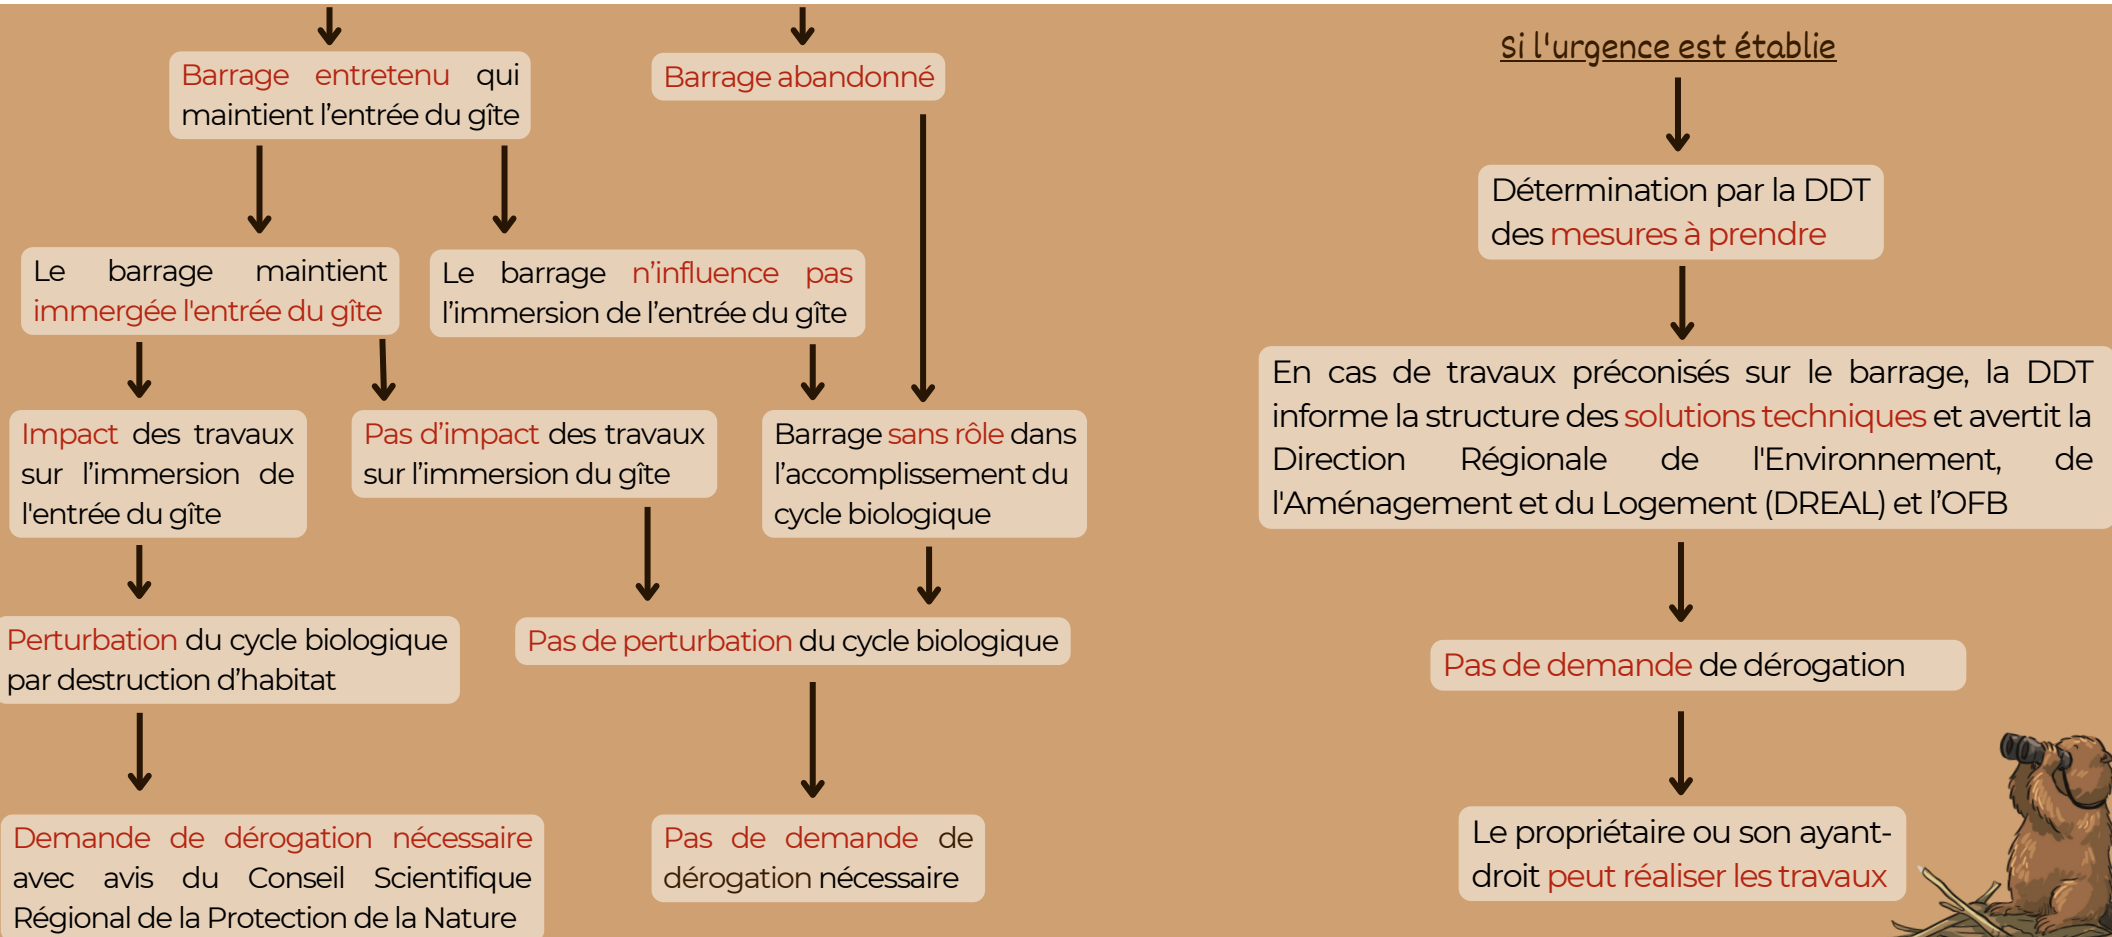 Barrage entretenu qui
maintient l'entrée du gîte
Barrage abandonné
Le barrage maintient
immergée l'entrée du gîte
Le barrage n'influence pas
l'immersion de l'entrée du gîte
Impact des travaux
sur l'immersion de
l'entrée du gîte
Pas d'impact des travaux
sur l'immersion du gîte
Barrage sans rôle dans
l'accomplissement du
cycle biologique
Perturbation du cycle biologique
par destruction d'habitat
Pas de perturbation du cycle biologique
Demande de dérogation nécessaire
avec avis du Conseil Scientifique
Régional de la Protection de la Nature
Pas de demande de
dérogation nécessaire
si l'urgence est établie
Détermination par la DDT
des mesures à prendre
En cas de travaux préconisés sur le barrage, la DDT
informe la structure des solutions techniques et avertit la
Direction Régionale de l'Environnement, de
l'Aménagement et du Logement (DREAL) et l'OFB
Pas de demande de dérogation
Le propriétaire ou son ayant-
droit peut réaliser les travaux